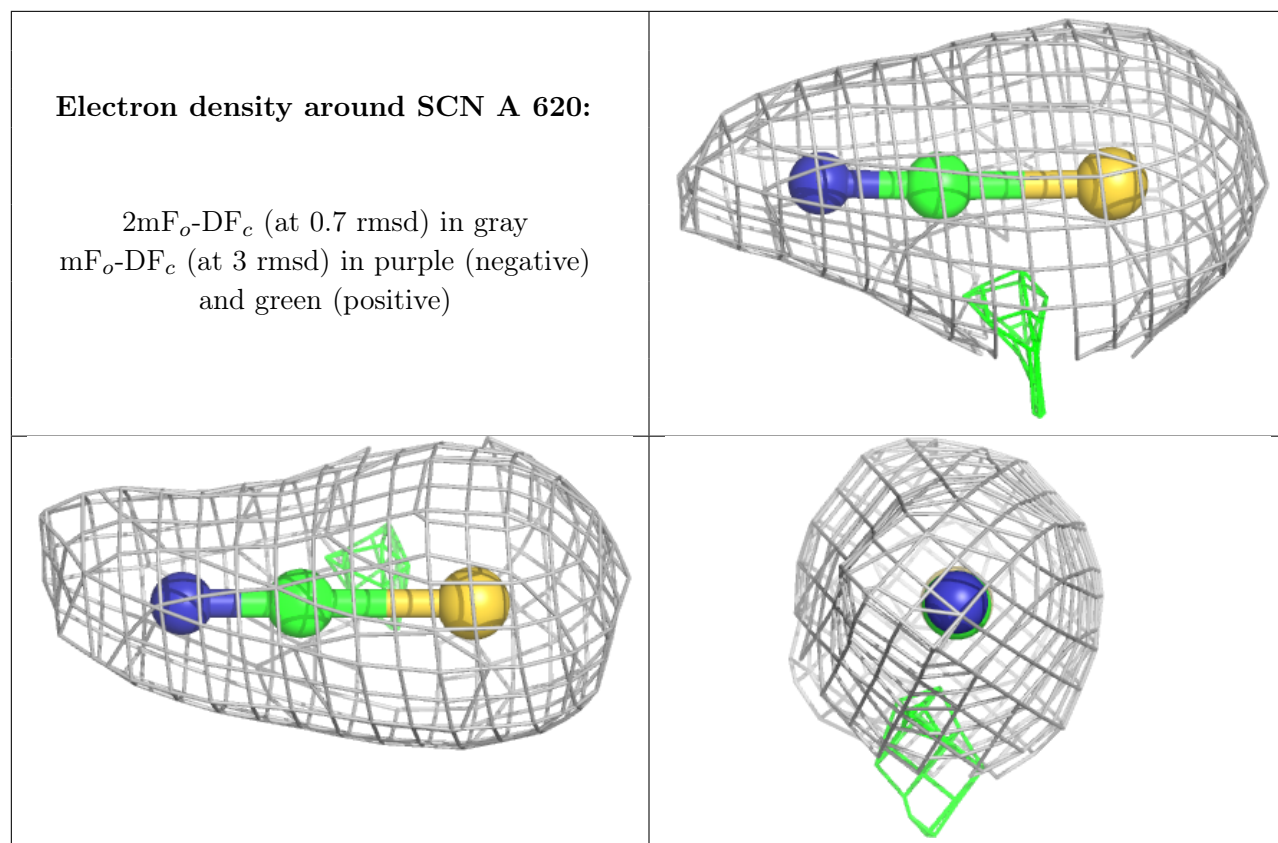 Electron density around SCN A 620:
2mFo-DFc (at 0.7 rmsd) in gray
mFo-DFc (at 3 rmsd) in purple (negative)
and green (positive)